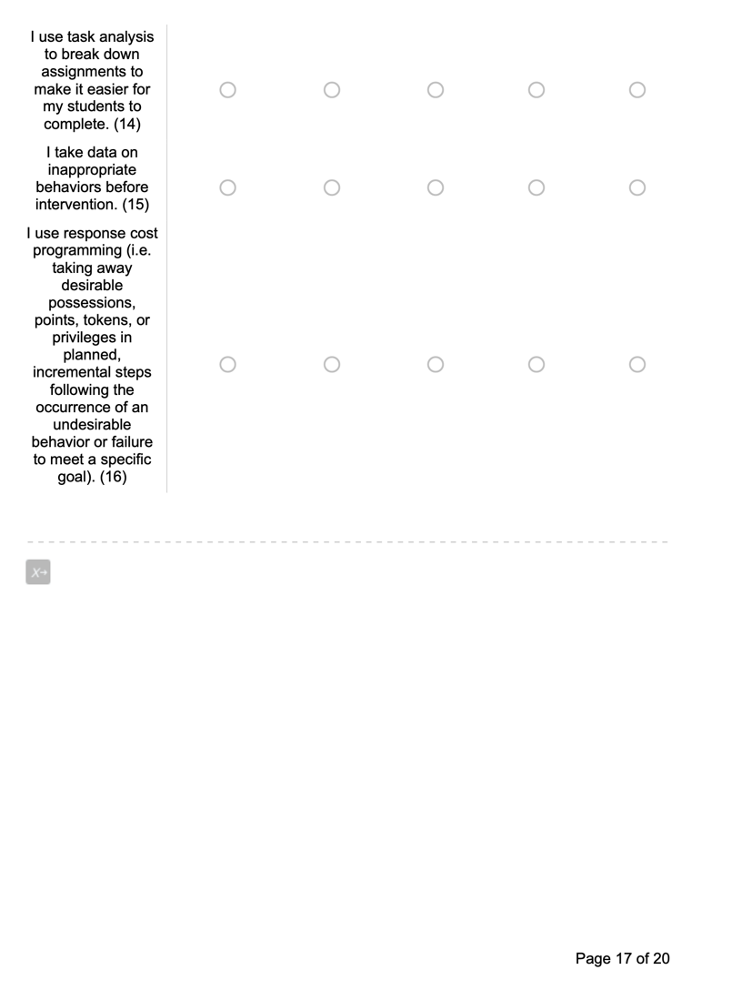 I use task analysis
to break down
assignments to
make it easier for
my students to
complete. (14)
I take data on
inappropriate
behaviors before
intervention. (15)
I use response cost
programming (i.e.
taking away
desirable
possessions,
points, tokens, or
privileges in
planned,
incremental steps
following the
occurrence of an
undesirable
behavior or failure
to meet a specific
goal). (16)
X→
Page 17 of 20